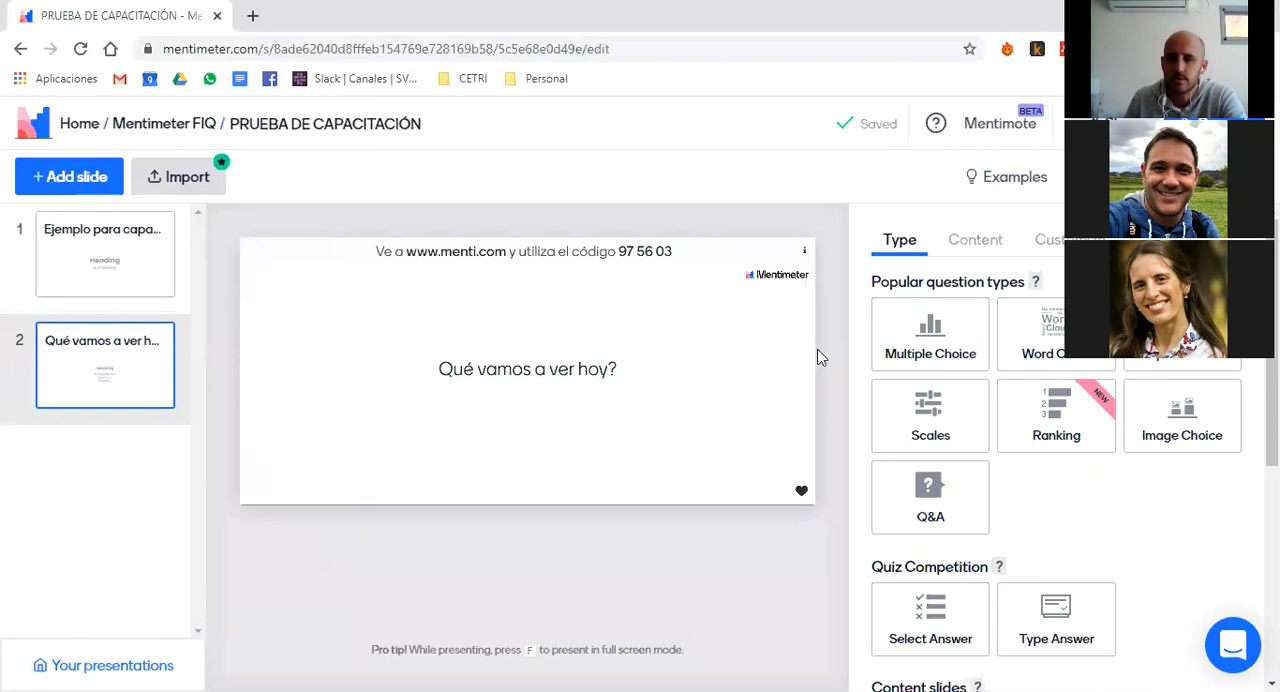 PRUEBA DE CAPACITACIÓN - Me
mentimeter.com/s/8ade62040d8fffeb154769e728169b58/5c5e68e0d49e/edit
Aplicaciones
Slack | Canales | SV...
CETRI
Personal
Home / Mentimeter FIQ / PRUEBA DE CAPACITACIÓN
Saved
?
Mentimote
BETA
+ Add slide
Import
Examples
1
Ejemplo para capa...
Heading
2
Qué vamos a ver h...
Ve a www.menti.com y utiliza el código 97 56 03
Mentimeter
Qué vamos a ver hoy?
Pro tip! While presenting, press F to present in full screen mode.
Your presentations
Type
Content
Popular question types ?
Multiple Choice
Scales
Ranking
NEW
Image Choice
Q&A
Quiz Competition ?
Select Answer
Type Answer
Content slides ?